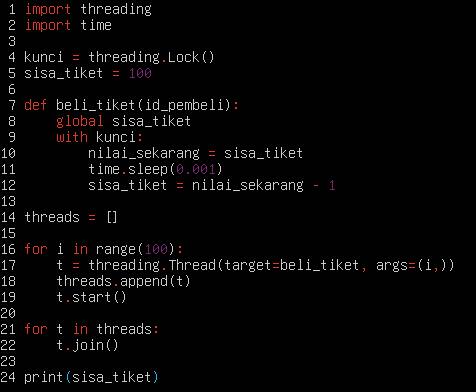 1 import threading
2 import time
3
4 kunci = threading.Lock()
5 sisa_tiket = 100
6
7 def beli_tiket(id_pembeli):
8     global sisa_tiket
9     with kunci:
10         nilai_sekarang = sisa_tiket
11         time.sleep(0.001)
12         sisa_tiket = nilai_sekarang - 1
13
14 threads = []
15
16 for i in range(100):
17     t = threading.Thread(target=beli_tiket, args=(i,))
18     threads.append(t)
19     t.start()
20
21 for t in threads:
22     t.join()
23
24 print(sisa_tiket)